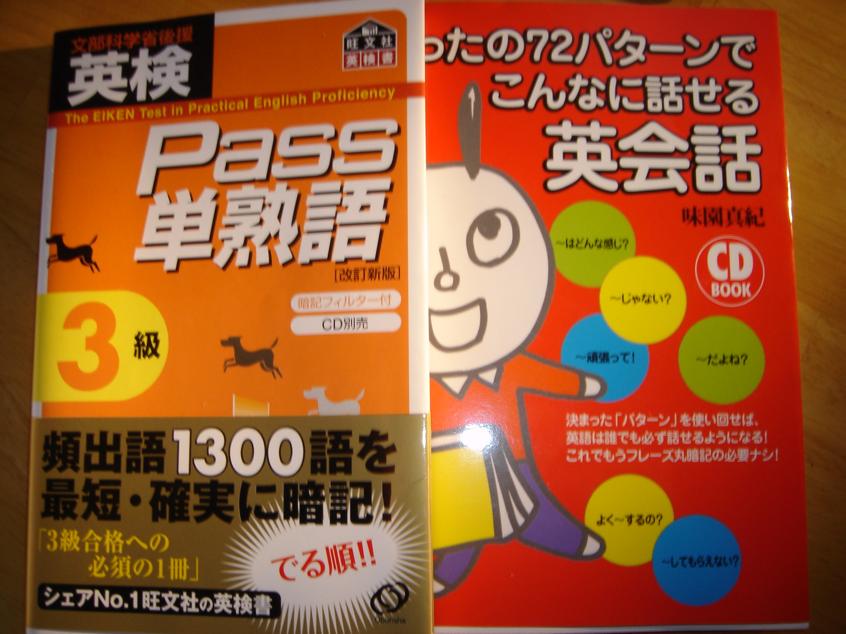 文部科学省後援
英検
旺文社
英検書
The EIKEN Test in Practical English Proficiency
Pass
単熟語
[改訂新版]
暗記フィルター付
CD別売
3級
頻出語1300語を
最短・確実に暗記!
「3級合格への
必須の1冊」
でる順!!
シェアNo.1旺文社の英検書
Obunsha
ったの72パターンで
こんなに話せる
英会話
味園真紀
CD
BOOK
〜はどんな感じ?
〜じゃない?
〜頑張って!
〜だよね?
決まった「パターン」を使い回せば、
英語は誰でも必ず話せるようになる!
これでもうフレーズ丸暗記の必要ナシ!
よく〜するの?
〜してもらえない?